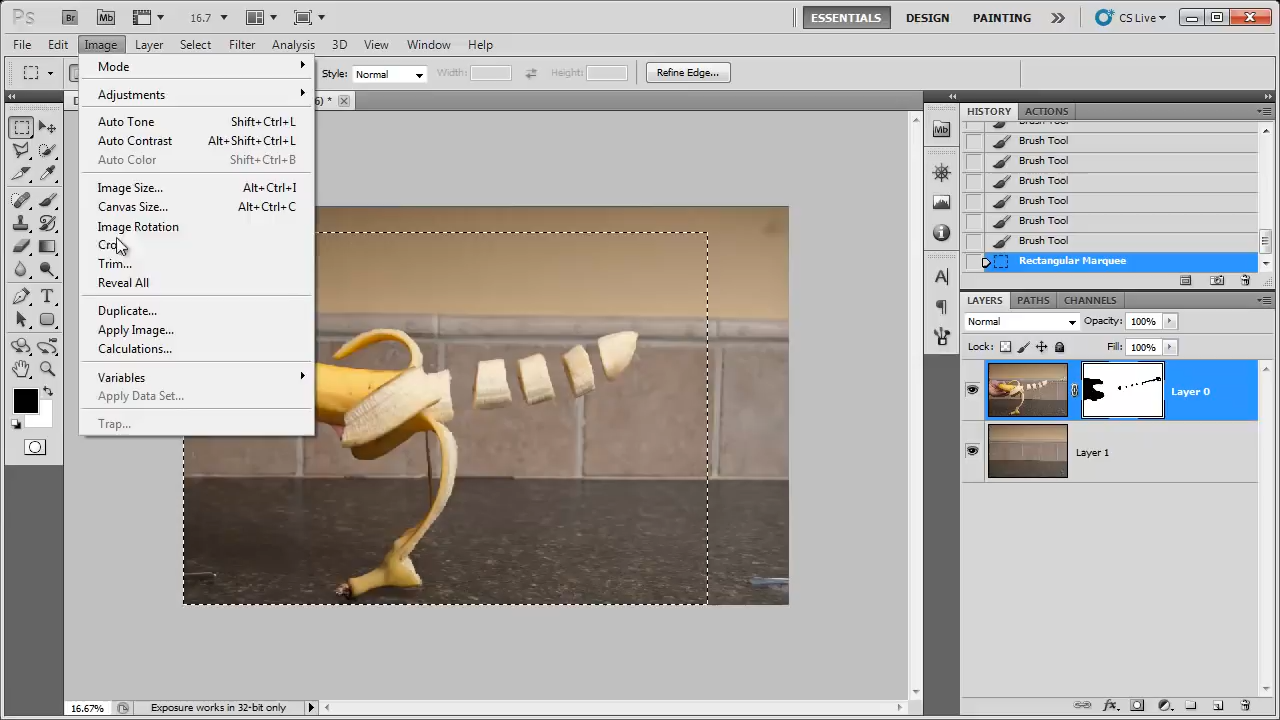 Ps Br Mb 16.7 ESSENTIALS DESIGN PAINTING CS Live
File Edit Image Layer Select Filter Analysis 3D View Window Help
Style: Normal Width: Height: Refine Edge...
Mode
Adjustments
Auto Tone Shift+Ctrl+L
Auto Contrast Alt+Shift+Ctrl+L
Auto Color Shift+Ctrl+B
Image Size... Alt+Ctrl+I
Canvas Size... Alt+Ctrl+C
Image Rotation
Trim...
Reveal All
Duplicate...
Apply Image...
Calculations...
Variables
Apply Data Set...
Trap...
16.67% Exposure works in 32-bit only
Mb
HISTORY ACTIONS
Brush Tool
Brush Tool
Brush Tool
Brush Tool
Brush Tool
Brush Tool
Brush Tool
Rectangular Marquee
LAYERS PATHS CHANNELS
Normal Opacity: 100%
Lock: Fill: 100%
Layer 0
Layer 1